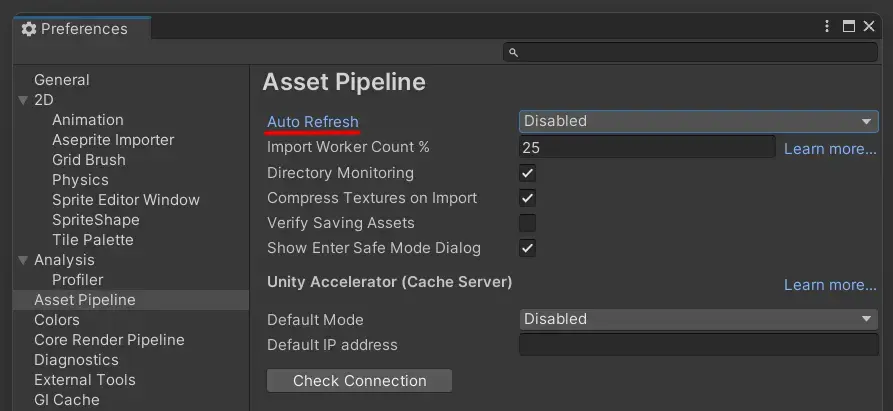 Preferences
General
2D
Animation
Aseprite Importer
Grid Brush
Physics
Sprite Editor Window
SpriteShape
Tile Palette
Analysis
Profiler
Asset Pipeline
Colors
Core Render Pipeline
Diagnostics
External Tools
GI Cache
Asset Pipeline
Auto Refresh Disabled
Import Worker Count % 25 Learn more...
Directory Monitoring
Compress Textures on Import
Verify Saving Assets
Show Enter Safe Mode Dialog
Unity Accelerator (Cache Server) Learn more...
Default Mode Disabled
Default IP address
Check Connection